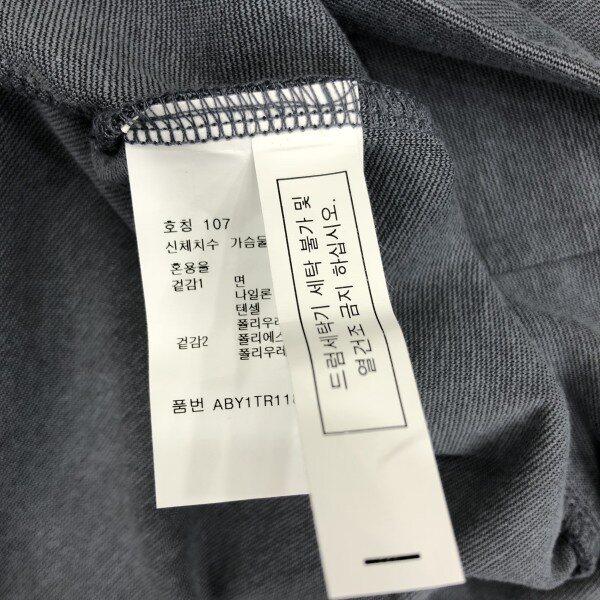 호칭 107
신체치수 가슴둘
혼용율
겉감1 면
나일론
텐셀
폴리우레
겉감2 폴리에스
폴리우레
품번 ABY1TR118
드럼세탁기 세탁 불가 및
열건조 금지 하십시오.